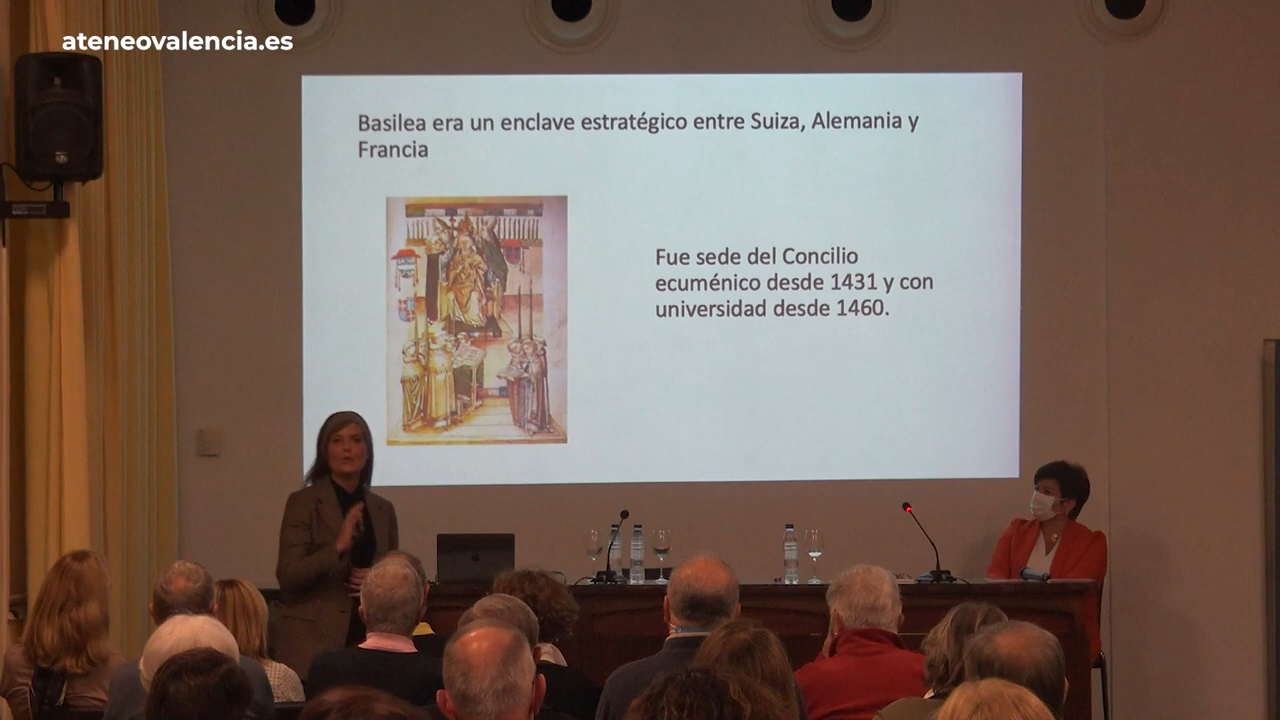 ateneovalencia.es
Basilea era un enclave estratégico entre Suiza, Alemania y
Francia
Fue sede del Concilio
ecuménico desde 1431 y con
universidad desde 1460.